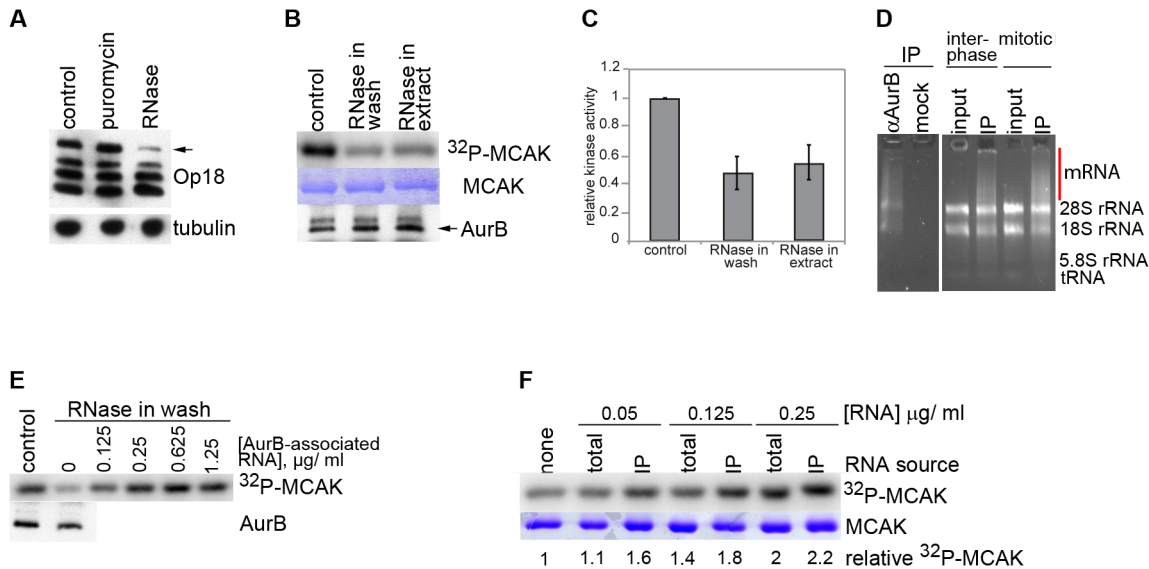 A
control
puromycin
RNase
Op18
tubulin
B
control
RNase in wash
RNase in extract
32P-MCAK
MCAK
AurB
C
relative kinase activity
1.2
1
0.8
0.6
0.4
0.2
0
control
RNase in wash
RNase in extract
D
IP
inter-phase
mitotic
αAurB
mock
input
IP
input
IP
mRNA
28S rRNA
18S rRNA
5.8S rRNA
tRNA
E
control
RNase in wash
0
0.125
0.25
0.625
1.25
[AurB-associated
RNA], µg/ ml
32P-MCAK
AurB
F
0.05 0.125 0.25 [RNA] µg/ ml
none total IP total IP total IP RNA source
32P-MCAK
MCAK
1 1.1 1.6 1.4 1.8 2 2.2 relative 32P-MCAK